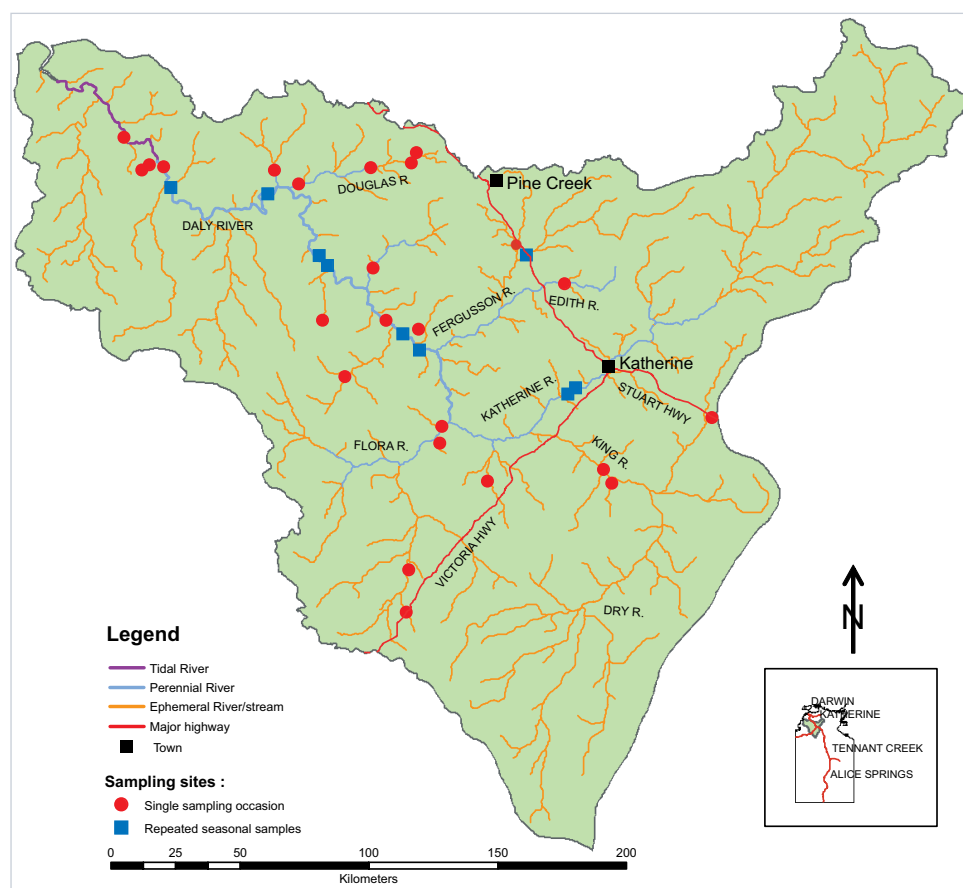 Pine Creek
DOUGLAS R.
DALY RIVER
FERGUSSON R.
EDITH R.
Katherine
STUART HWY
KATHERINE R.
FLORA R.
KING R.
VICTORIA HWY
DRY R.
N
Legend
Tidal River
Perennial River
Ephemeral River/stream
Major highway
Town
Sampling sites :
Single sampling occasion
Repeated seasonal samples
0 25 50 100 150 200
Kilometers
DARWIN
KATHERINE
TENNANT CREEK
ALICE SPRINGS